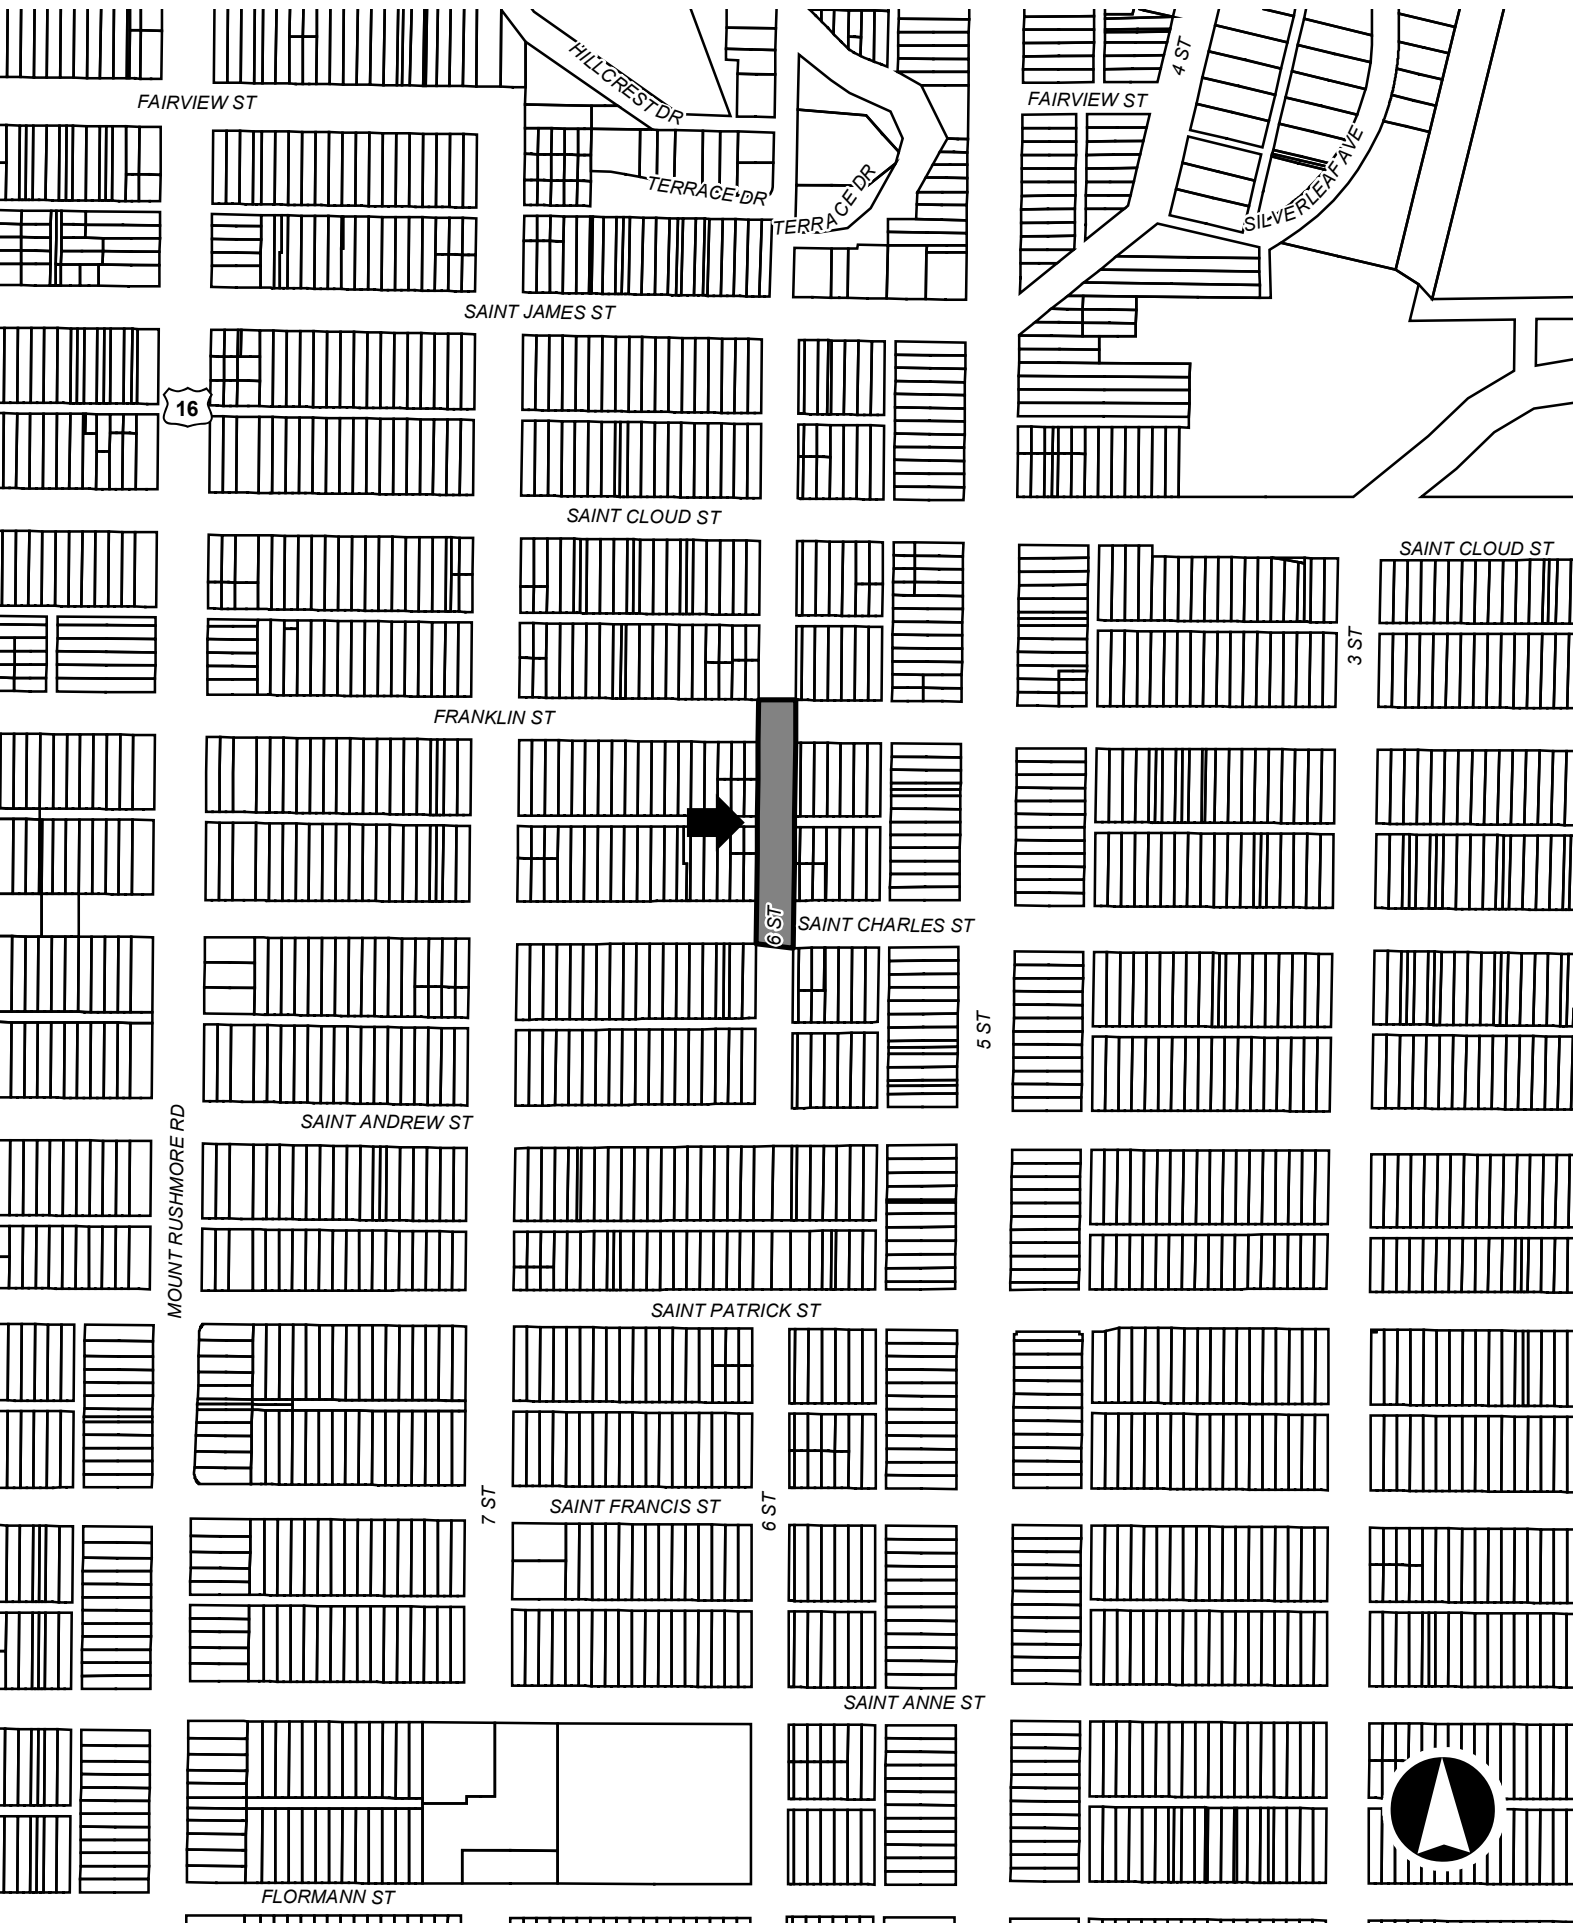 4 ST
HILLCREST DR
FAIRVIEW ST
FAIRVIEW ST
SILVERLEAF AVE
TERRACE DR
TERRACE DR
SAINT JAMES ST
16
SAINT CLOUD ST
SAINT CLOUD ST
3 ST
FRANKLIN ST
6 ST
SAINT CHARLES ST
5 ST
SAINT ANDREW ST
MOUNT RUSHMORE RD
SAINT PATRICK ST
7 ST
SAINT FRANCIS ST
6 ST
SAINT ANNE ST
FLORMANN ST